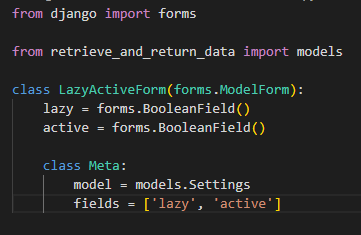 from django import forms
from retrieve_and_return_data import models
class LazyActiveForm(forms.ModelForm):
    lazy = forms.BooleanField()
    active = forms.BooleanField()
    class Meta:
        model = models.Settings
        fields = ['lazy', 'active']